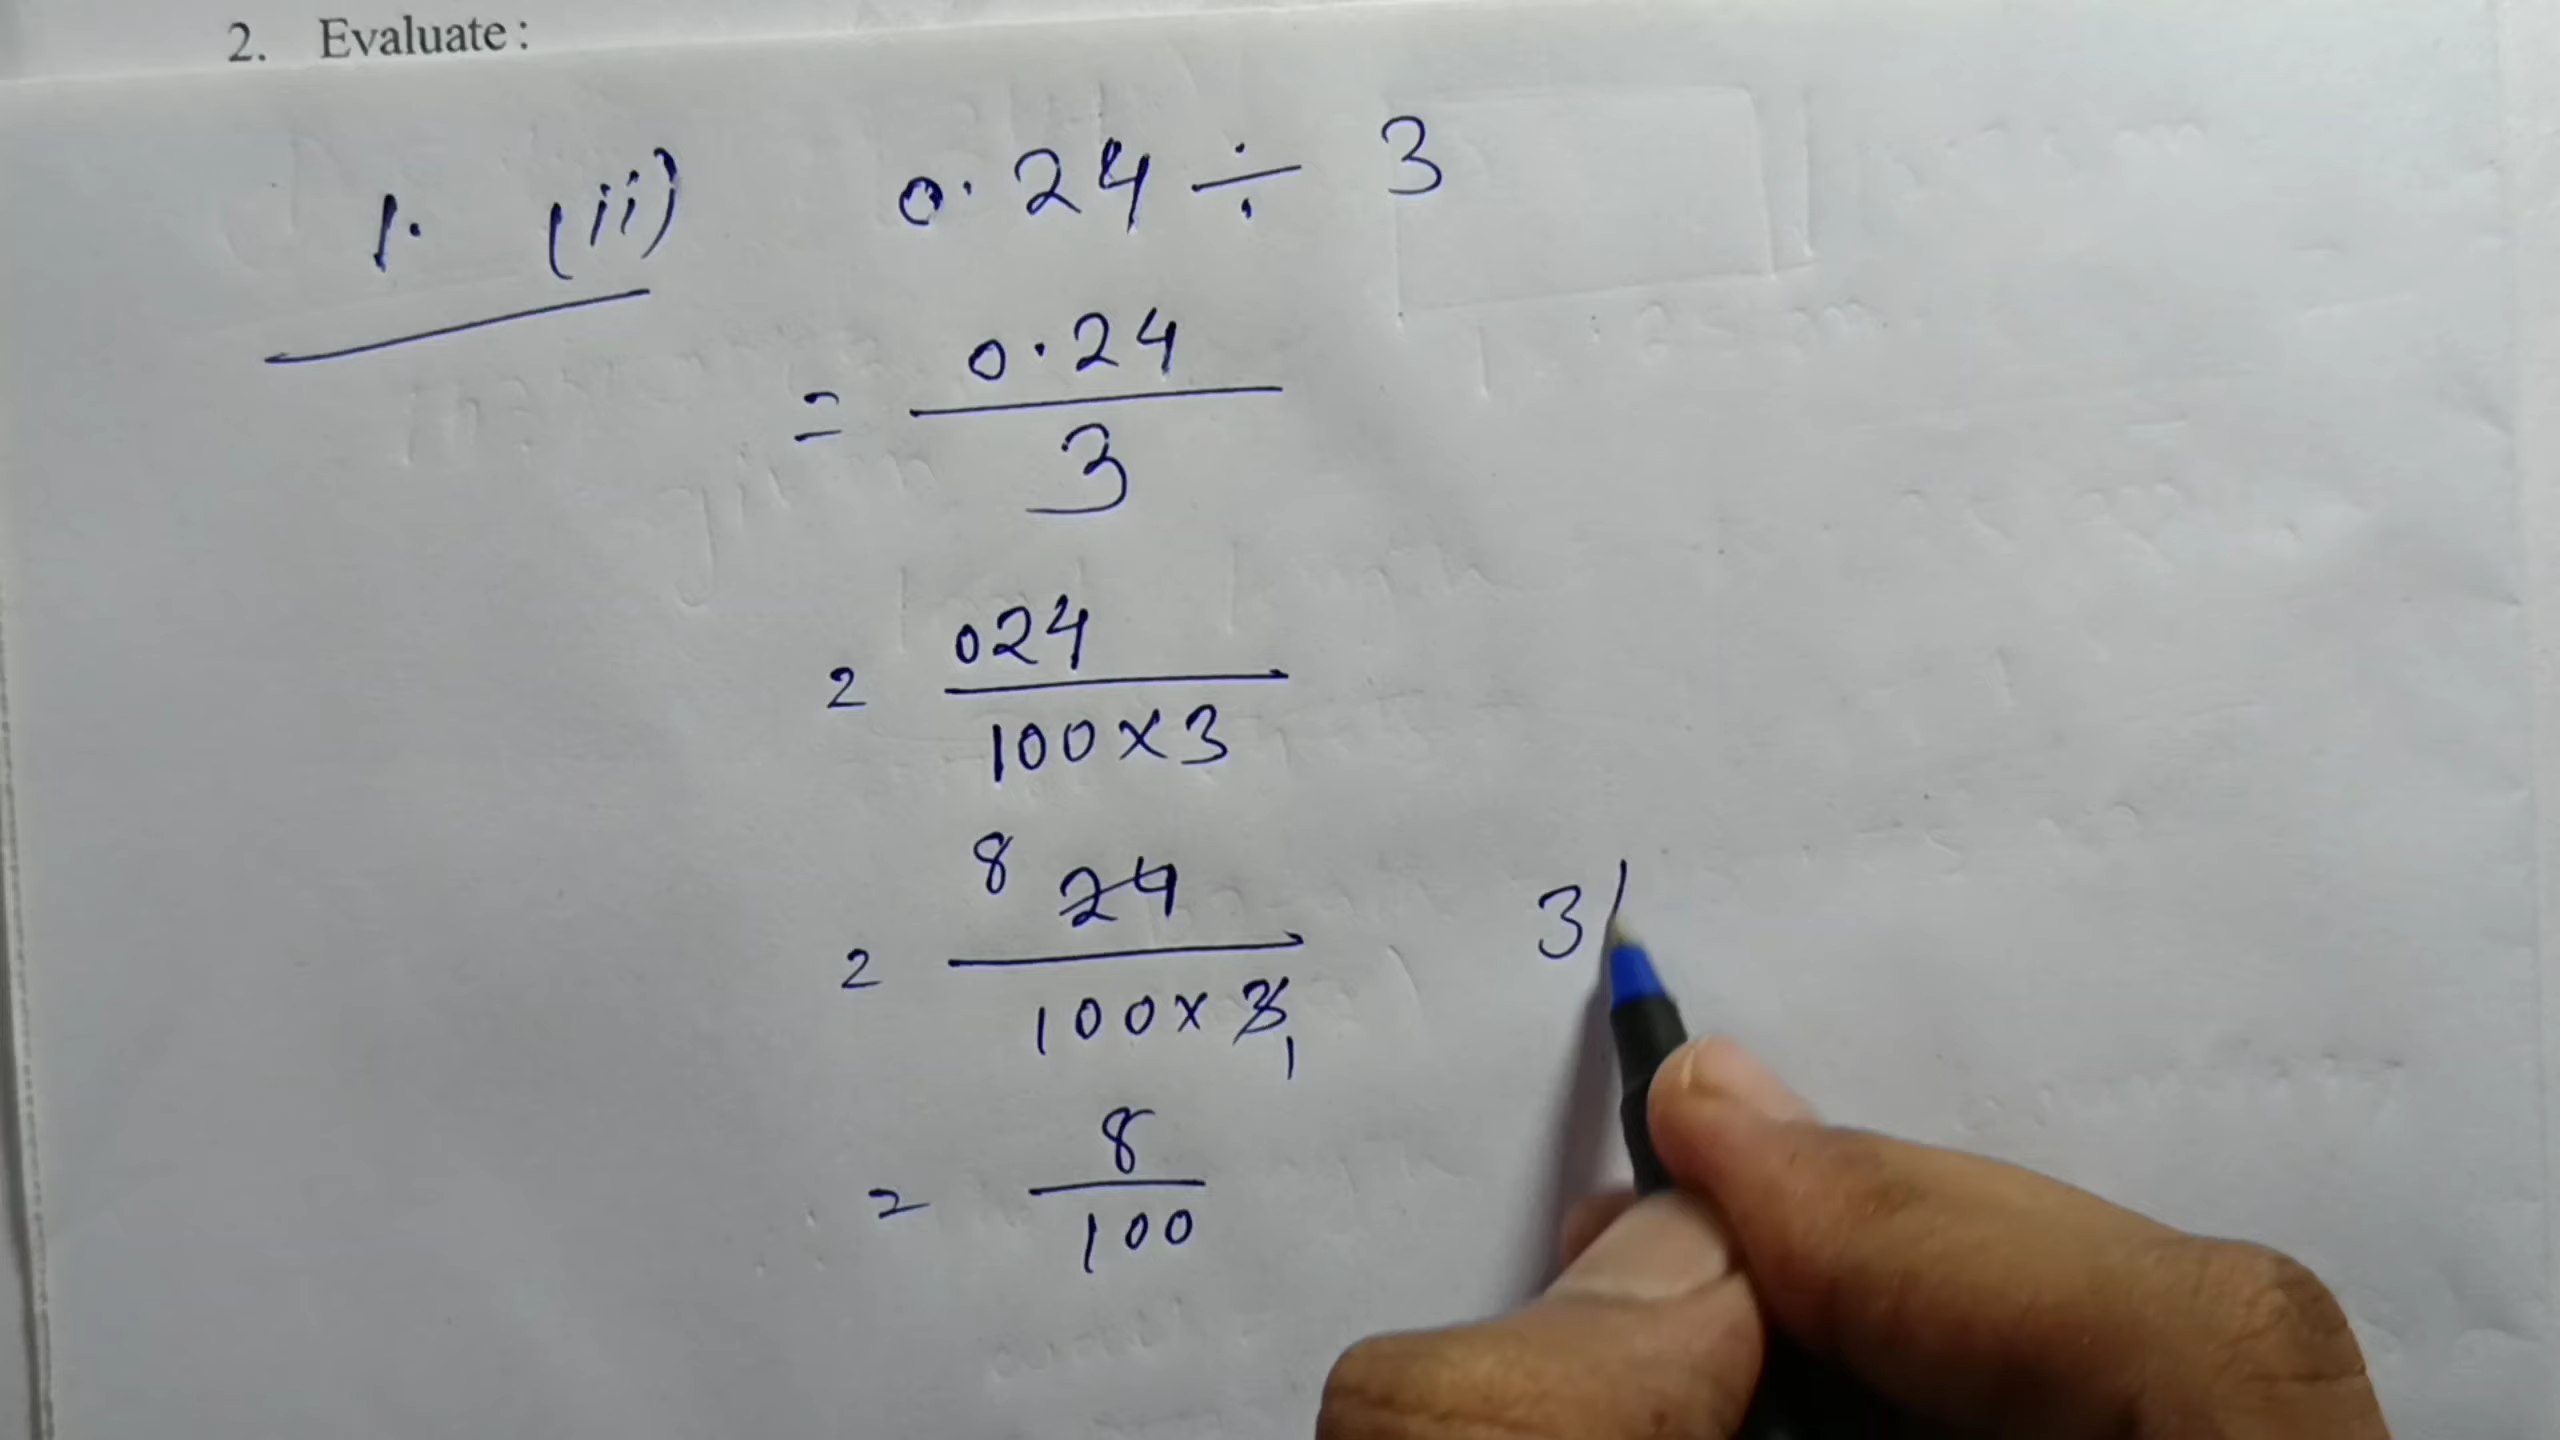 2. Evaluate:
1. (ii) 0.24 ÷ 3
= 0.24
3
= 024
100 × 3
8 24
= 100 × 3 1
3
= 8
100